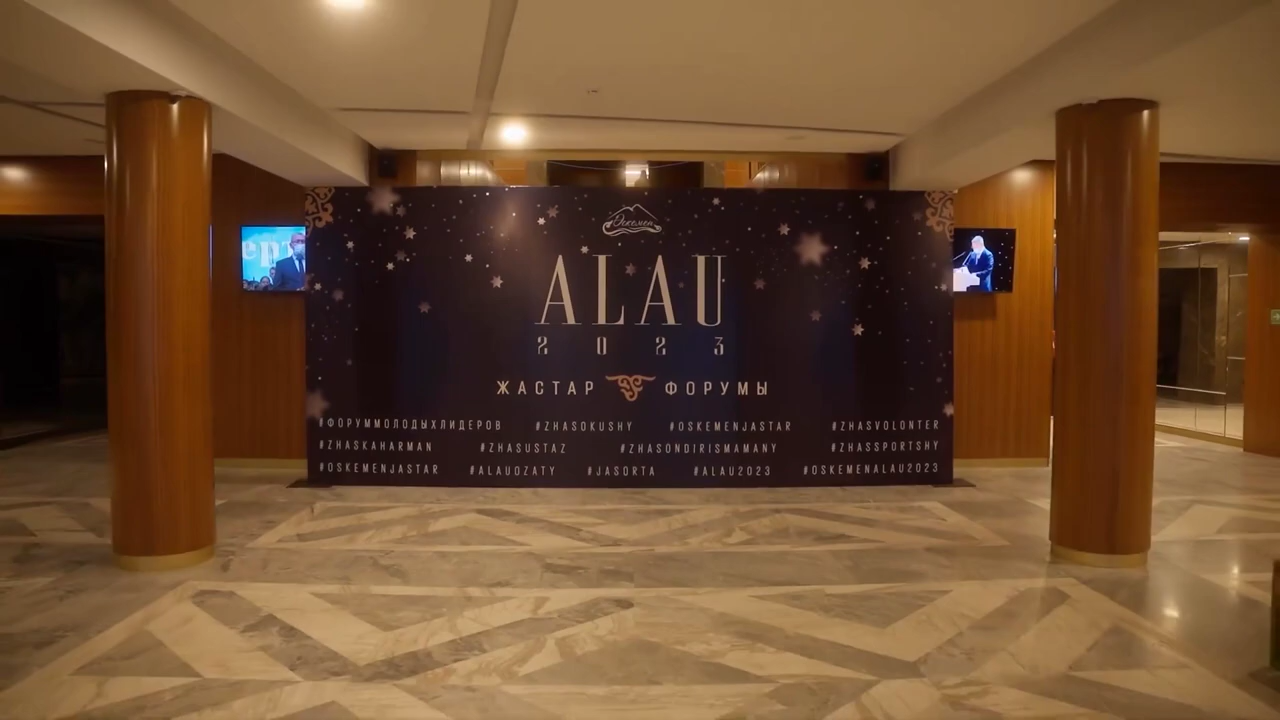 Өскемен
ALAU
2023
ЖАСТАР ФОРУМЫ
#ФОРУММОЛОДЫХЛИДЕРОВ #ZHASOKUSHY #OSKEMENJASTAR #ZHASVOLONTER
#ZHASKAHARMAN #ZHASUSTAZ #ZHASONDIRISMAMANY #ZHASSPORTSHY
#OSKEMENJASTAR #ALAUOZATY #JASORTA #ALAU2023 #OSKEMENALAU2023